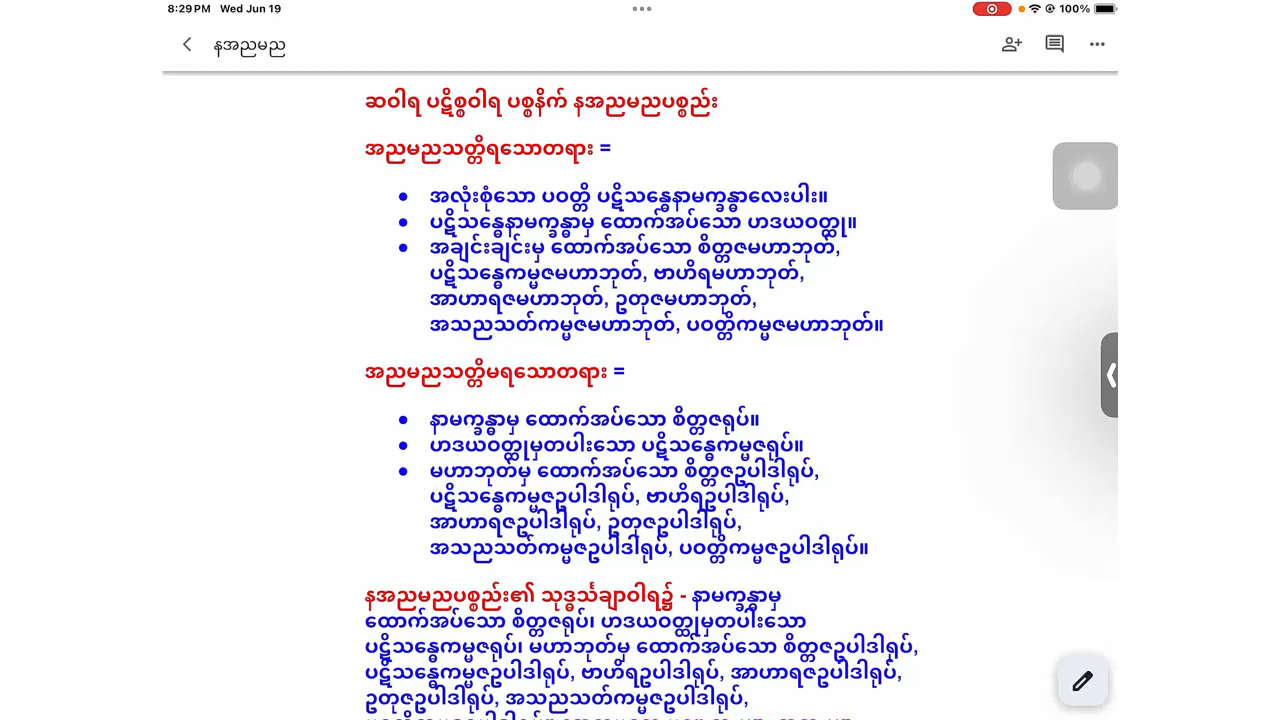 8:29 PM Wed Jun 19
100%
နအညမည
ဆဝါရ ပဋိစ္စဝါရ ပစ္စနိက် နအညမညပစ္စည်း
အညမညသတ္တိရသောတရား =
• အလုံးစုံသော ပဝတ္တိ ပဋိသန္ဓေနာမက္ခန္ဓာလေးပါး။
• ပဋိသန္ဓေနာမက္ခန္ဓာမှ ထောက်အပ်သော ဟဒယဝတ္ထု။
• အချင်းချင်းမှ ထောက်အပ်သော စိတ္တဇမဟာဘုတ်,
ပဋိသန္ဓေကမ္မဇမဟာဘုတ်, ဗာဟိရမဟာဘုတ်,
အာဟာရဇမဟာဘုတ်, ဥတုဇမဟာဘုတ်,
အသညသတ်ကမ္မဇမဟာဘုတ်, ပဝတ္တိကမ္မဇမဟာဘုတ်။
အညမညသတ္တိမရသောတရား =
• နာမက္ခန္ဓာမှ ထောက်အပ်သော စိတ္တဇရုပ်။
• ဟဒယဝတ္ထုမှတပါးသော ပဋိသန္ဓေကမ္မဇရုပ်။
• မဟာဘုတ်မှ ထောက်အပ်သော စိတ္တဇဥပါဒါရုပ်,
ပဋိသန္ဓေကမ္မဇဥပါဒါရုပ်, ဗာဟိရဥပါဒါရုပ်,
အာဟာရဇဥပါဒါရုပ်, ဥတုဇဥပါဒါရုပ်,
အသညသတ်ကမ္မဇဥပါဒါရုပ်, ပဝတ္တိကမ္မဇဥပါဒါရုပ်။
နအညမညပစ္စည်း၏ သုဒ္ဓသင်္ချာဝါရ၌ - နာမက္ခန္ဓာမှ
ထောက်အပ်သော စိတ္တဇရုပ်၊ ဟဒယဝတ္ထုမှတပါးသော
ပဋိသန္ဓေကမ္မဇရုပ်၊ မဟာဘုတ်မှ ထောက်အပ်သော စိတ္တဇဥပါဒါရုပ်,
ပဋိသန္ဓေကမ္မဇဥပါဒါရုပ်, ဗာဟိရဥပါဒါရုပ်, အာဟာရဇဥပါဒါရုပ်,
ဥတုဇဥပါဒါရုပ်, အသညသတ်ကမ္မဇဥပါဒါရုပ်,